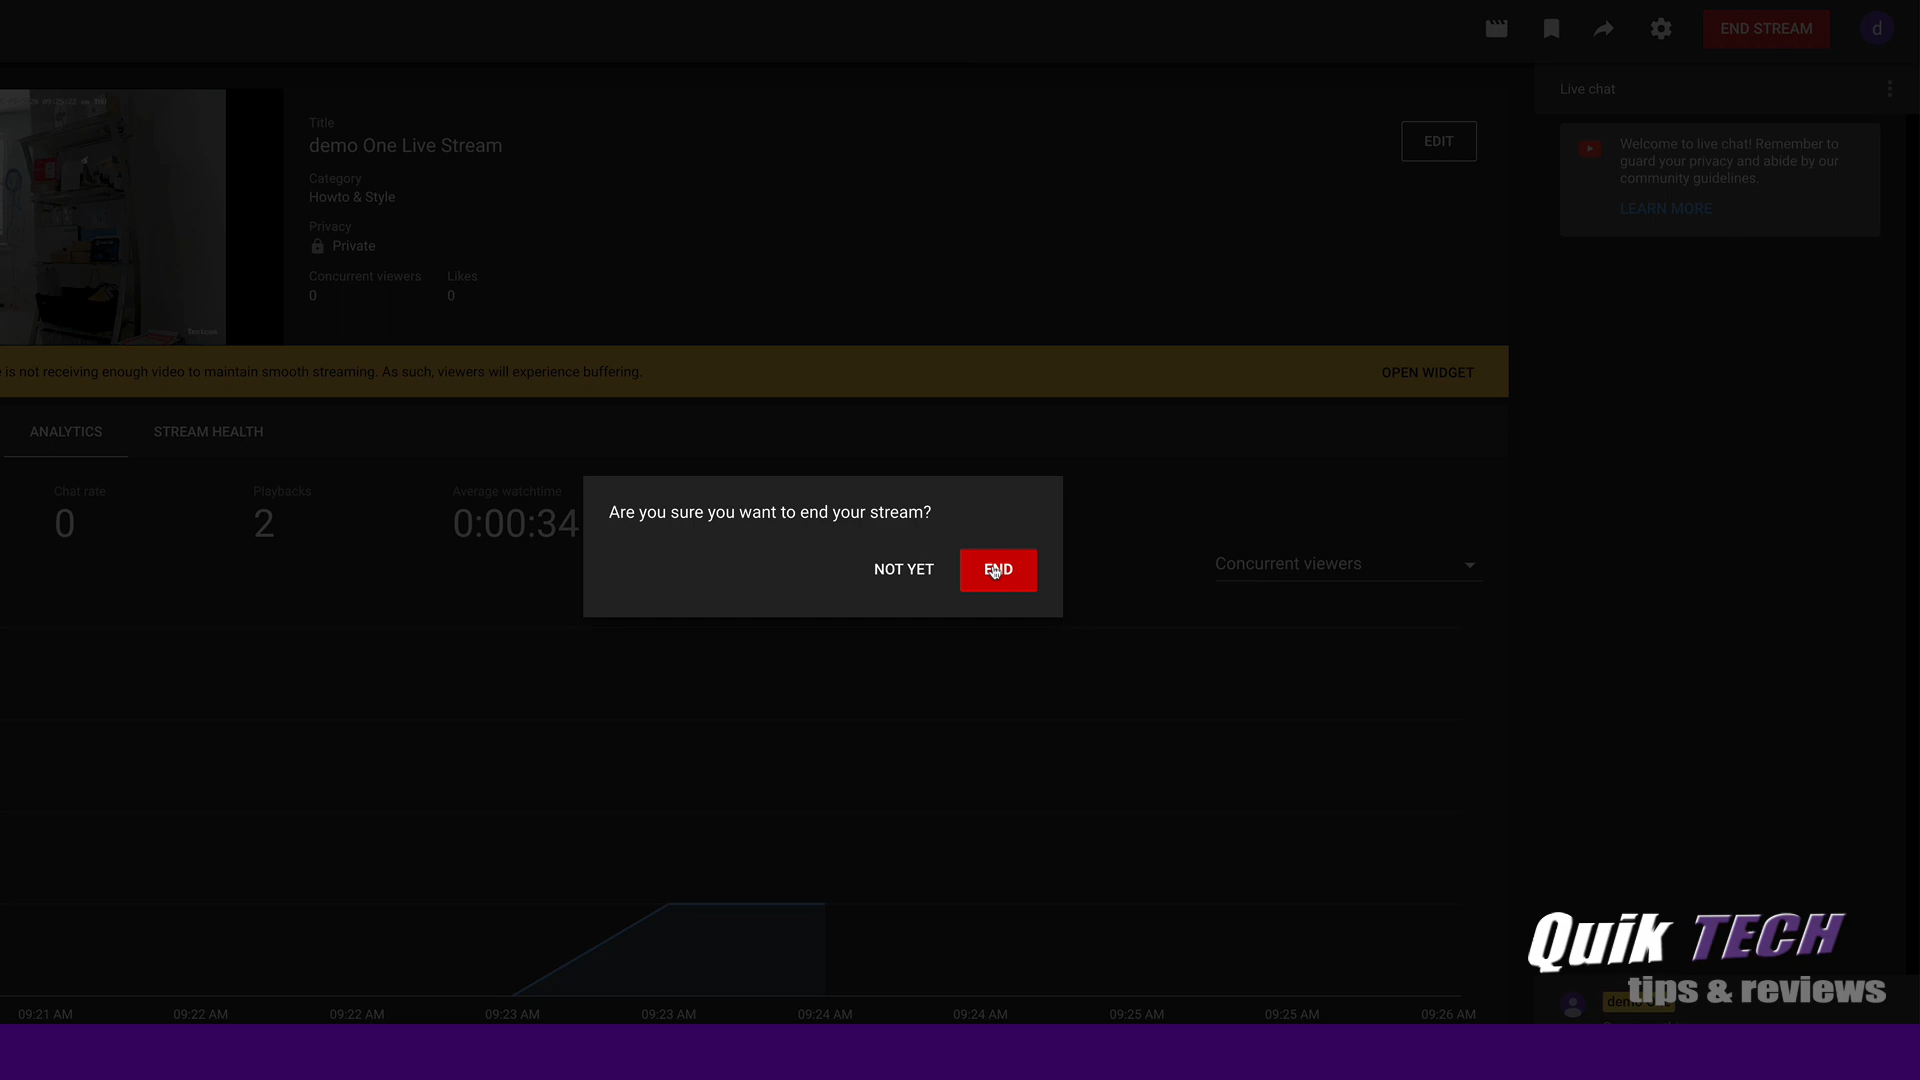 END STREAM
d
Live chat
Title
demo One Live Stream
EDIT
Welcome to live chat! Remember to
guard your privacy and abide by our
community guidelines.
LEARN MORE
Category
Howto & Style
Privacy
Private
Concurrent viewers
Likes
0
0
is not receiving enough video to maintain smooth streaming. As such, viewers will experience buffering.
OPEN WIDGET
ANALYTICS
STREAM HEALTH
Chat rate
Playbacks
Average watchtime
0
2
0:00:34
Are you sure you want to end your stream?
NOT YET
END
Concurrent viewers
Quik TECH
tips & reviews
09:21 AM
09:22 AM
09:22 AM
09:23 AM
09:23 AM
09:24 AM
09:24 AM
09:25 AM
09:25 AM
09:26 AM